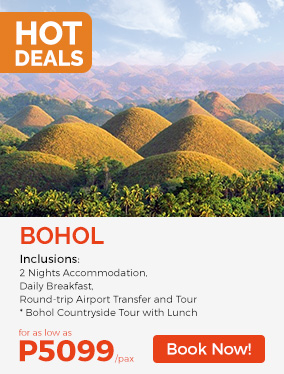 HOT
DEALS
BOHOL
Inclusions:
2 Nights Accommodation,
Daily Breakfast,
Round-trip Airport Transfer and Tour
* Bohol Countryside Tour with Lunch
for as low as
P5099/pax
Book Now!